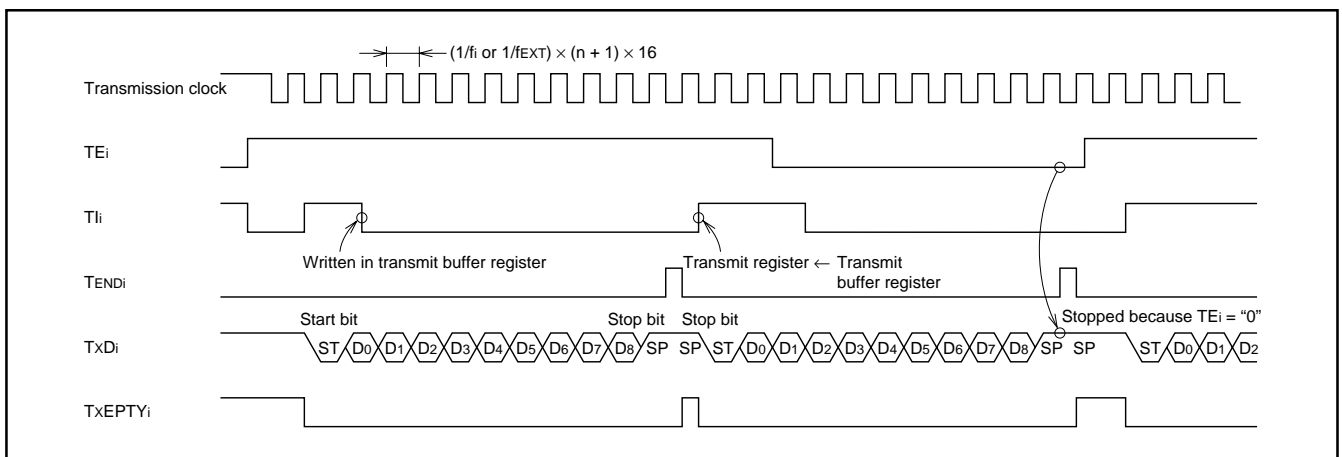 (1/fi or 1/fEXT) × (n + 1) × 16
Transmission clock
TEi
TIi
Written in transmit buffer register
Transmit register ← Transmit
buffer register
TENDi
Start bit
Stop bit
Stop bit
Stopped because TEi = “0”
TxDi
ST D0 D1 D2 D3 D4 D5 D6 D7 D8 SP SP ST D0 D1 D2 D3 D4 D5 D6 D7 D8 SP SP ST D0 D1 D2
TxEPTYi